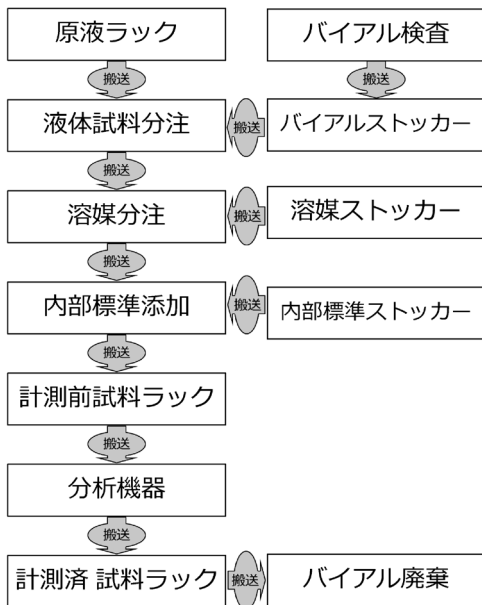 原液ラック
バイアル検査
搬送
搬送
液体試料分注
搬送
バイアルストッカー
搬送
溶媒分注
搬送
溶媒ストッカー
搬送
内部標準添加
搬送
内部標準ストッカー
搬送
計測前試料ラック
搬送
分析機器
搬送
計測済 試料ラック
搬送
バイアル廃棄